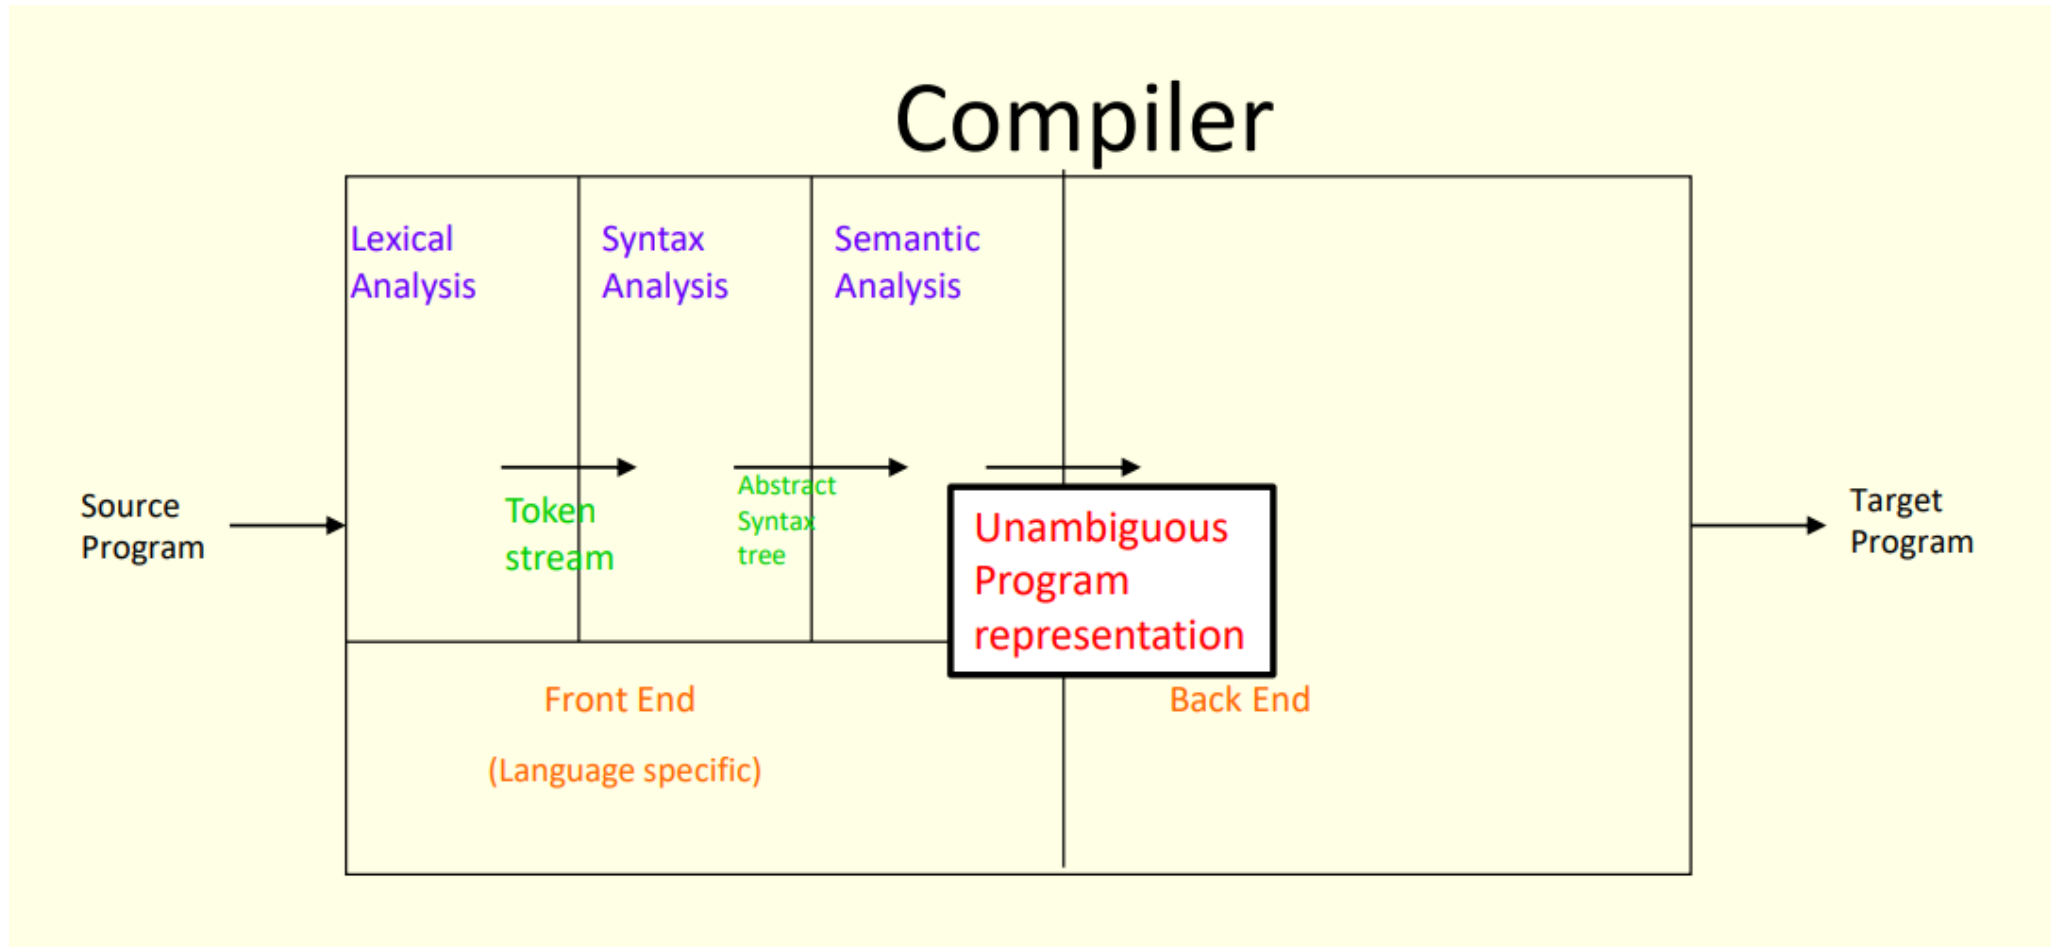 Compiler
Lexical
Analysis
Syntax
Analysis
Semantic
Analysis
Source
Program
Token
stream
Abstract
Syntax
tree
Unambiguous
Program
representation
Target
Program
Front End
(Language specific)
Back End